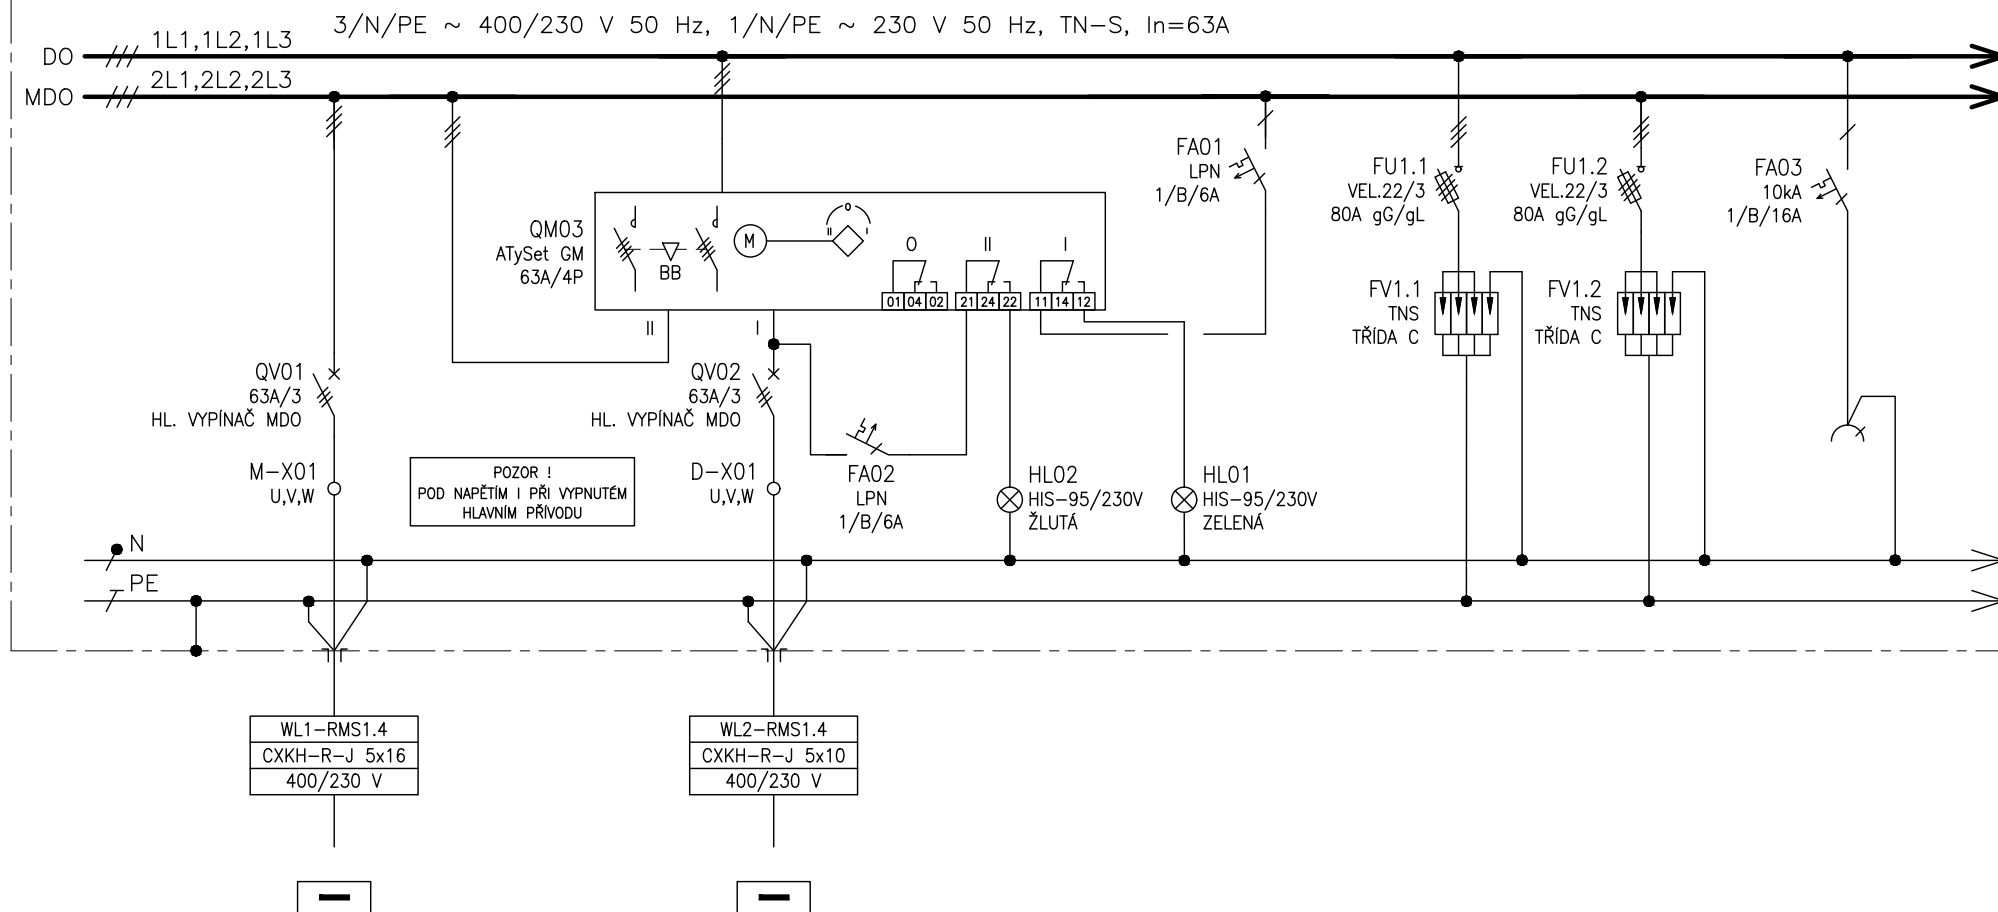 3/N/PE ~ 400/230 V 50 Hz, 1/N/PE ~ 230 V 50 Hz, TN-S, In=63A
DO
1L1,1L2,1L3
MDO
2L1,2L2,2L3
QM03
ATySet GM
63A/4P
BB
M
0
II
I
0
II
I
01 04 02
21 24 22
11 14 12
II
I
FA01
LPN
1/B/6A
FU1.1
VEL.22/3
80A gG/gL
FU1.2
VEL.22/3
80A gG/gL
FA03
10kA
1/B/16A
FV1.1
TNS
TŘÍDA C
FV1.2
TNS
TŘÍDA C
QV01
63A/3
HL. VYPÍNAČ MDO
QV02
63A/3
HL. VYPÍNAČ MDO
M-X01
U,V,W
POZOR !
POD NAPĚTÍM I PŘI VYPNUTÉM
HLAVNÍM PŘÍVODU
D-X01
U,V,W
FA02
LPN
1/B/6A
HL02
HIS-95/230V
ŽLUTÁ
HL01
HIS-95/230V
ZELENÁ
N
PE
WL1-RMS1.4
CXKH-R-J 5x16
400/230 V
WL2-RMS1.4
CXKH-R-J 5x10
400/230 V